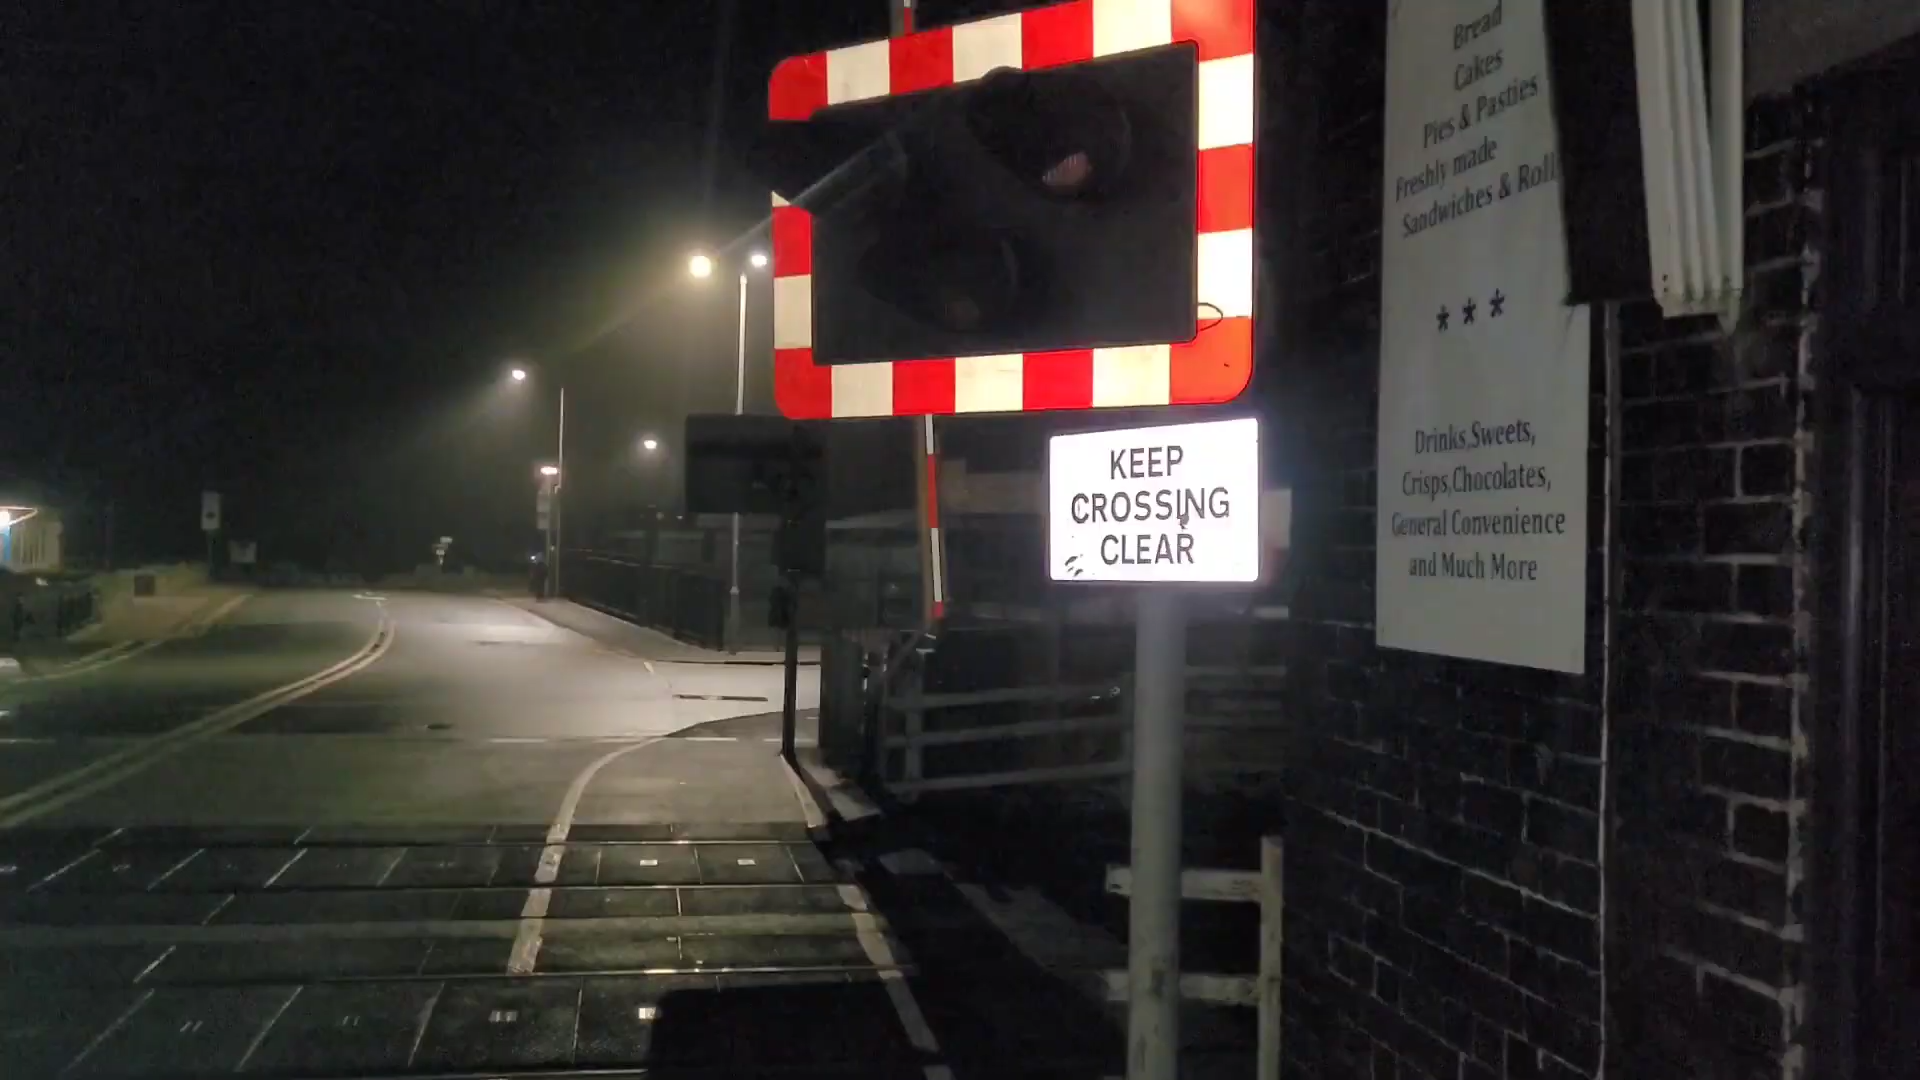 KEEP
CROSSING
CLEAR
Bread
Cakes
Pies & Pasties
Freshly made
Sandwiches & Roll
* * *
Drinks,Sweets,
Crisps,Chocolates,
General Convenience
and Much More